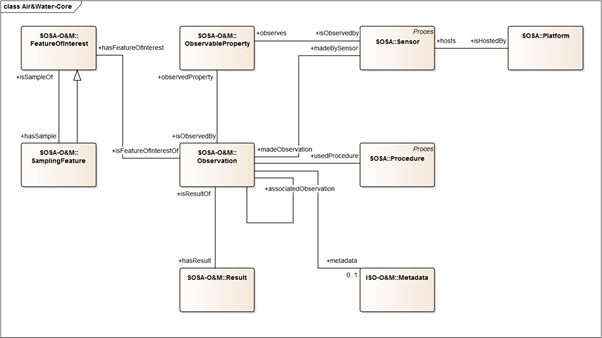 class Air&Water-Core
SOSA-O&M::
FeatureOfInterest
+hasFeatureOfInterest
SOSA-O&M::
ObservableProperty
+observes
+isObservedby
Proces
SOSA::Sensor
+hosts
+isHostedBy
SOSA::Platform
+madeBySensor
+isSampleOf
+observedProperty
+hasSample
+isObservedBy
SOSA-O&M::
SamplingFeature
+isFeatureOfInterestOf
SOSA-O&M::
Observation
+madeObservation
+usedProcedure
Proces
SOSA::Procedure
+associatedObservation
+isResultOf
+hasResult
+metadata
0..1
SOSA-O&M::Result
ISO-O&M::Metadata